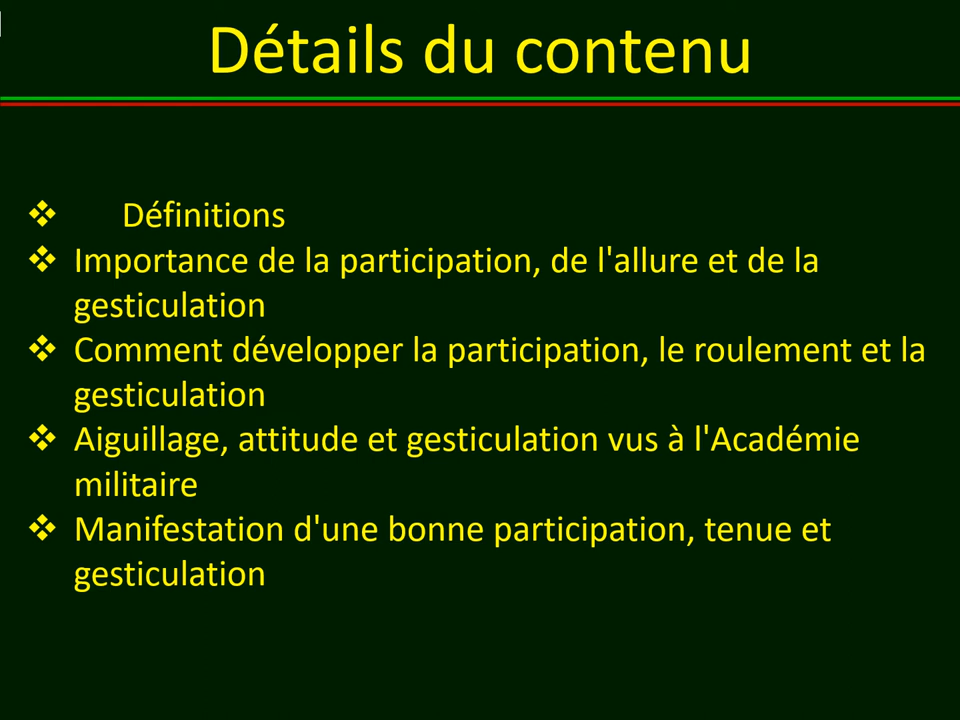 Détails du contenu
Définitions
Importance de la participation, de l'allure et de la
gesticulation
Comment développer la participation, le roulement et la
gesticulation
Aiguillage, attitude et gesticulation vus à l'Académie
militaire
Manifestation d'une bonne participation, tenue et
gesticulation